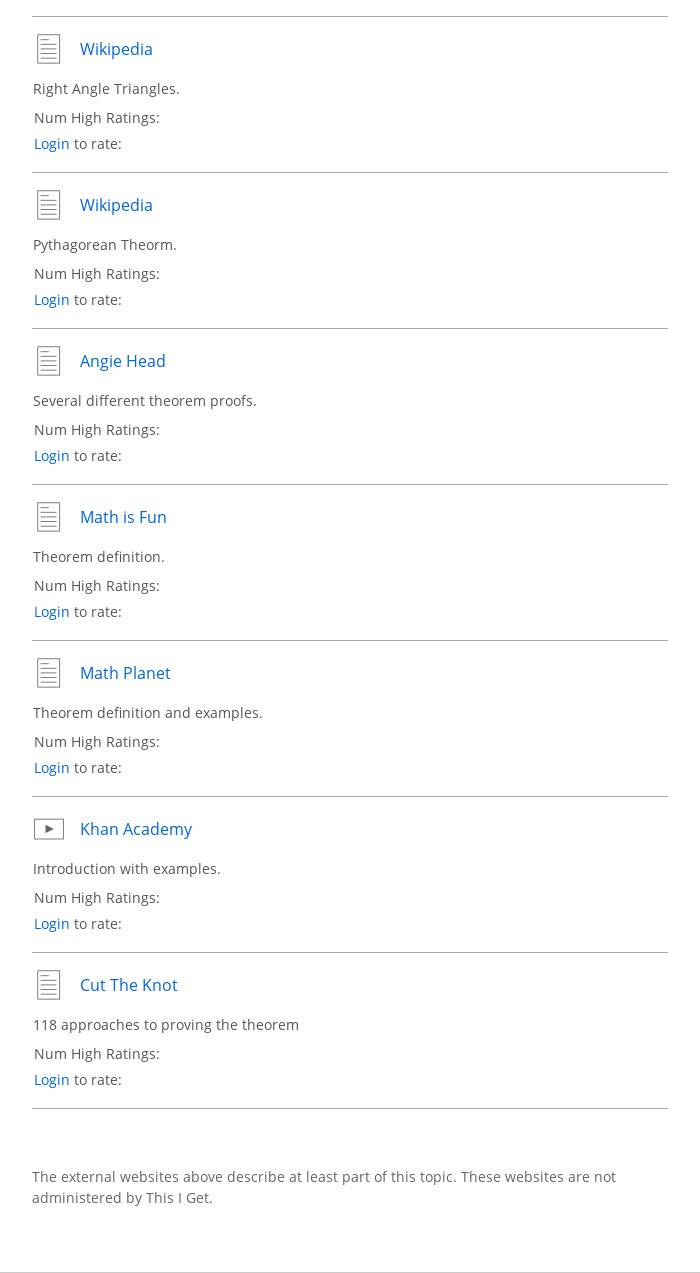 Wikipedia
Right Angle Triangles.
Num High Ratings:
Login to rate:
Wikipedia
Pythagorean Theorm.
Num High Ratings:
Login to rate:
Angie Head
Several different theorem proofs.
Num High Ratings:
Login to rate:
Math is Fun
Theorem definition.
Num High Ratings:
Login to rate:
Math Planet
Theorem definition and examples.
Num High Ratings:
Login to rate:
Khan Academy
Introduction with examples.
Num High Ratings:
Login to rate:
Cut The Knot
118 approaches to proving the theorem
Num High Ratings:
Login to rate:
The external websites above describe at least part of this topic. These websites are not
administered by This I Get.